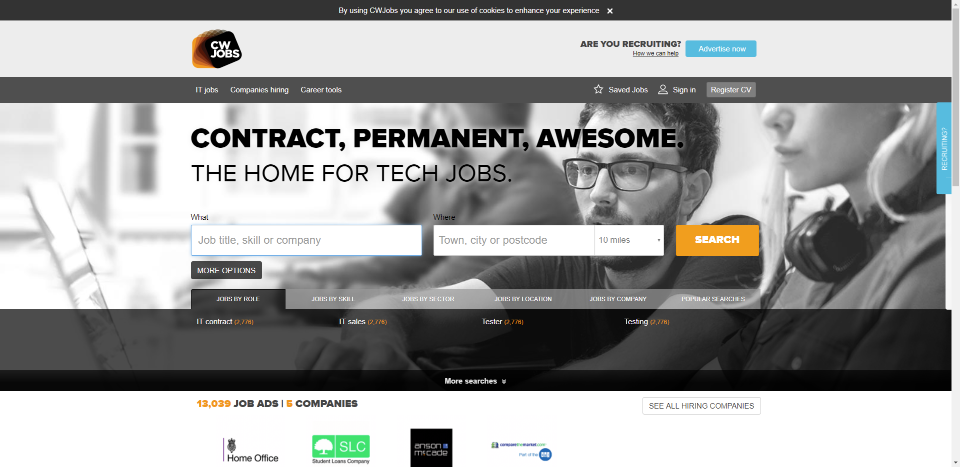 By using CWJobs you agree to our use of cookies to enhance your experience ×
CW
JOBS
ARE YOU RECRUITING?
How we can help
Advertise now
IT jobs Companies hiring Career tools Saved Jobs Sign in Register CV
RECRUITING?
CONTRACT, PERMANENT, AWESOME.
THE HOME FOR TECH JOBS.
What Where
Job title, skill or company Town, city or postcode 10 miles SEARCH
MORE OPTIONS
JOBS BY ROLE JOBS BY SKILL JOBS BY SECTOR JOBS BY LOCATION JOBS BY COMPANY POPULAR SEARCHES
IT contract (2,776) IT sales (2,776) Tester (2,776) Testing (2,776)
More searches
13,039 JOB ADS | 5 COMPANIES SEE ALL HIRING COMPANIES
Home Office
SLC
Student Loans Company
anson
mccade
comparethemarket.com
Part of the